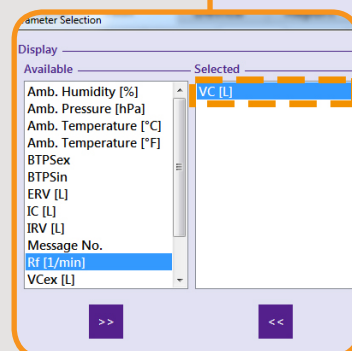 ameter Selection
Display
Available
Selected
Amb. Humidity [%]
Amb. Pressure [hPa]
Amb. Temperature [°C]
Amb. Temperature [°F]
BTPSex
BTPSin
ERV [L]
IC [L]
IRV [L]
Message No.
Rf [1/min]
VCex [L]
VC [L]
>>
<<